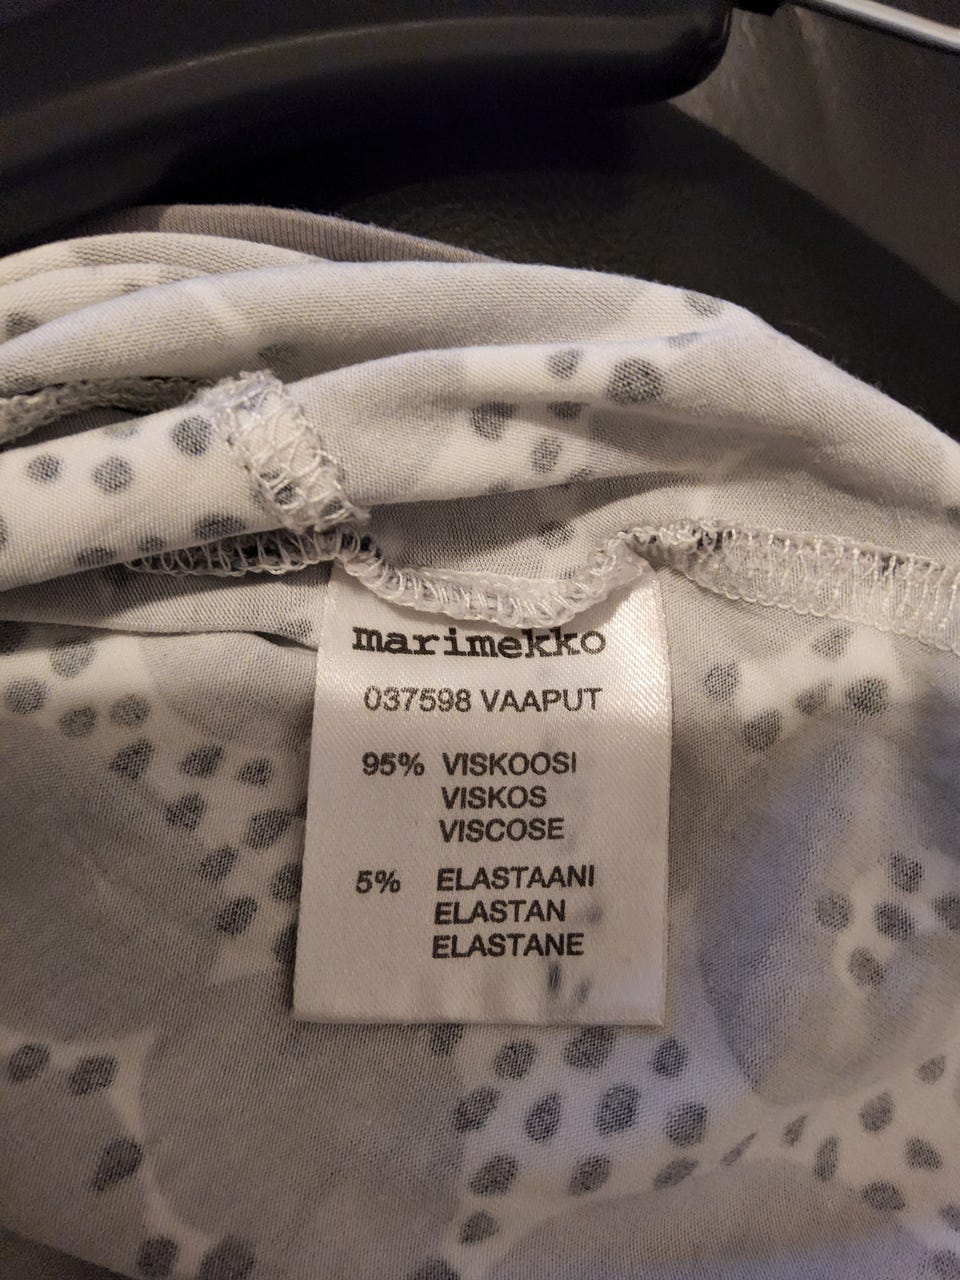 marimekko
037598 VAAPUT
95% VISKOOSI
VISKOS
VISCOSE
5% ELASTAANI
ELASTAN
ELASTANE